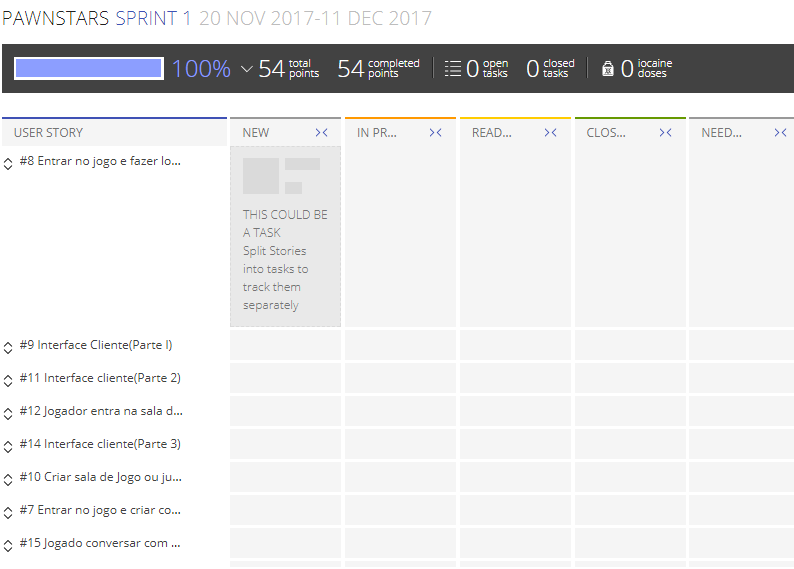 PAWNSTARS SPRINT 1 20 NOV 2017-11 DEC 2017
100% 54 total points 54 completed points 0 open tasks 0 closed tasks 0 iocaine doses
USER STORY NEW IN PR... READ... CLOS... NEED...
#8 Entrar no jogo e fazer lo...
THIS COULD BE
A TASK
Split Stories
into tasks to
track them
separately
#9 Interface Cliente(Parte I)
#11 Interface cliente(Parte 2)
#12 Jogador entra na sala d...
#14 Interface cliente(Parte 3)
#10 Criar sala de Jogo ou ju...
#7 Entrar no jogo e criar co...
#15 Jogado conversar com ...